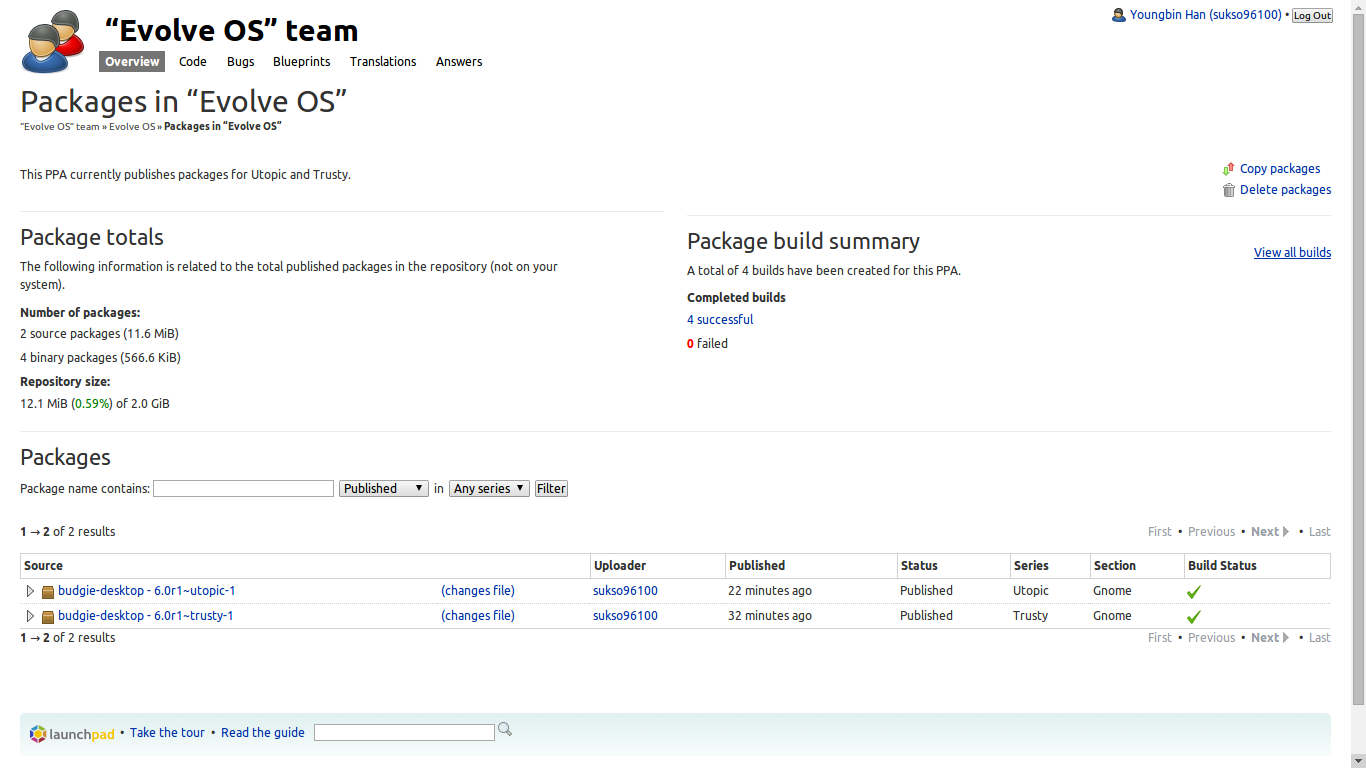 “Evolve OS” team
Youngbin Han (sukso96100) • Log Out
Overview Code Bugs Blueprints Translations Answers
Packages in “Evolve OS”
“Evolve OS” team » Evolve OS » Packages in “Evolve OS”
This PPA currently publishes packages for Utopic and Trusty.
Copy packages
Delete packages
Package totals
The following information is related to the total published packages in the repository (not on your
system).
Number of packages:
2 source packages (11.6 MiB)
4 binary packages (566.6 KiB)
Repository size:
12.1 MiB (0.59%) of 2.0 GiB
Package build summary
View all builds
A total of 4 builds have been created for this PPA.
Completed builds
4 successful
0 failed
Packages
Package name contains: Published in Any series Filter
1 → 2 of 2 results First • Previous • Next • Last
Source Uploader Published Status Series Section Build Status
budgie-desktop - 6.0r1~utopic-1 (changes file) sukso96100 22 minutes ago Published Utopic Gnome
budgie-desktop - 6.0r1~trusty-1 (changes file) sukso96100 32 minutes ago Published Trusty Gnome
1 → 2 of 2 results First • Previous • Next • Last
launchpad • Take the tour • Read the guide